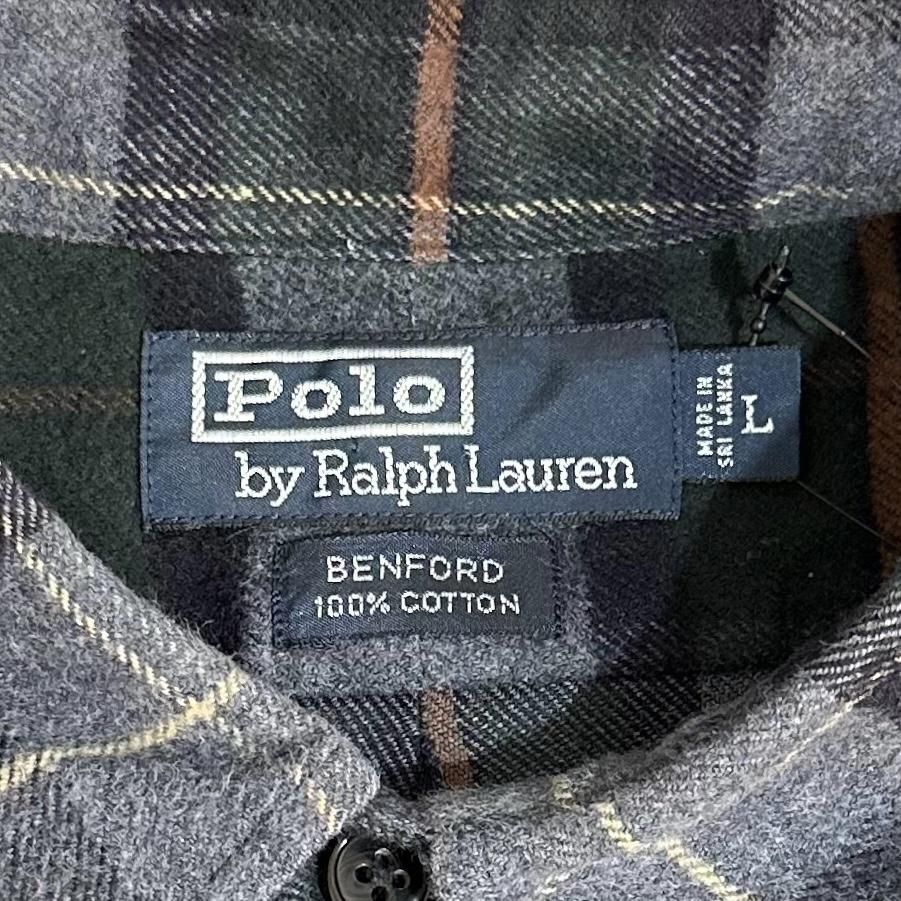 Polo
by Ralph Lauren
MADE IN
SRI LANKA
L
BENFORD
100% COTTON